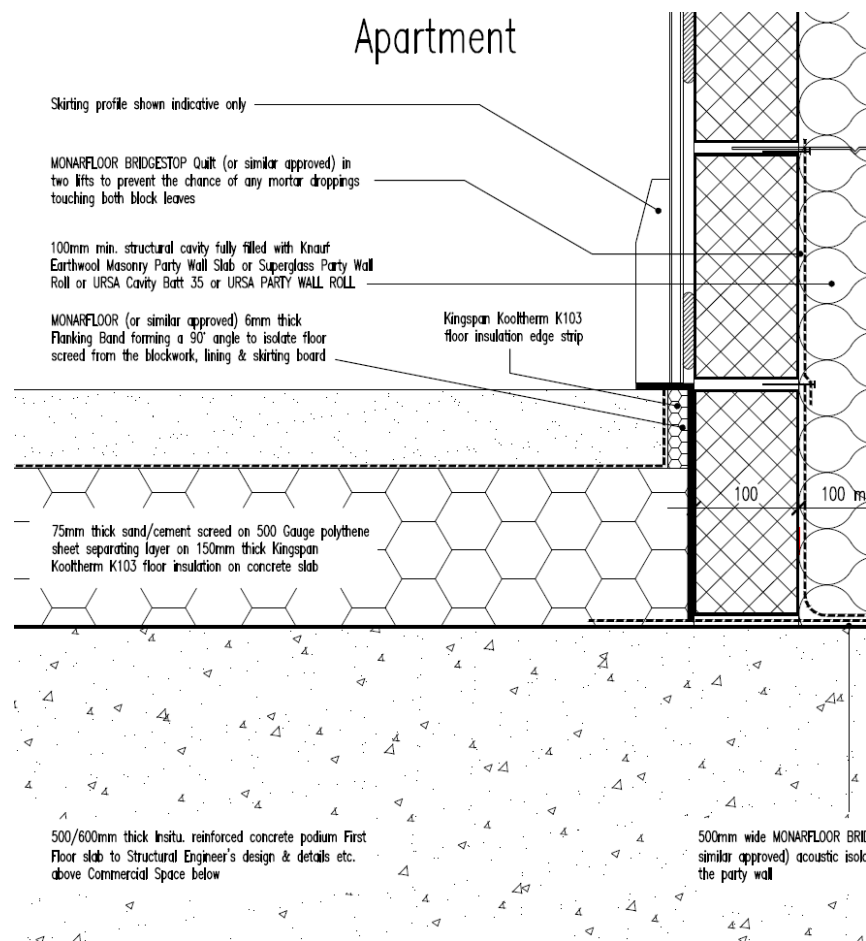 Apartment
Skirting profile shown indicative only
MONARFLOOR BRIDGESTOP Quilt (or similar approved) in
two lifts to prevent the chance of any mortar droppings
touching both block leaves
100mm min. structural cavity fully filled with Knauf
Earthwool Masonry Party Wall Slab or Superglass Party Wall
Roll or URSA Cavity Batt 35 or URSA PARTY WALL ROLL
MONARFLOOR (or similar approved) 6mm thick
Flanking Band forming a 90° angle to isolate floor
screed from the blockwork, lining & skirting board
Kingspan Kooltherm K103
floor insulation edge strip
100
100 m
75mm thick sand/cement screed on 500 Gauge polythene
sheet separating layer on 150mm thick Kingspan
Kooltherm K103 floor insulation on concrete slab
500/600mm thick Insitu. reinforced concrete podium First
Floor slab to Structural Engineer's design & details etc.
above Commercial Space below
500mm wide MONARFLOOR BRID
similar approved) acoustic isola
the party wall